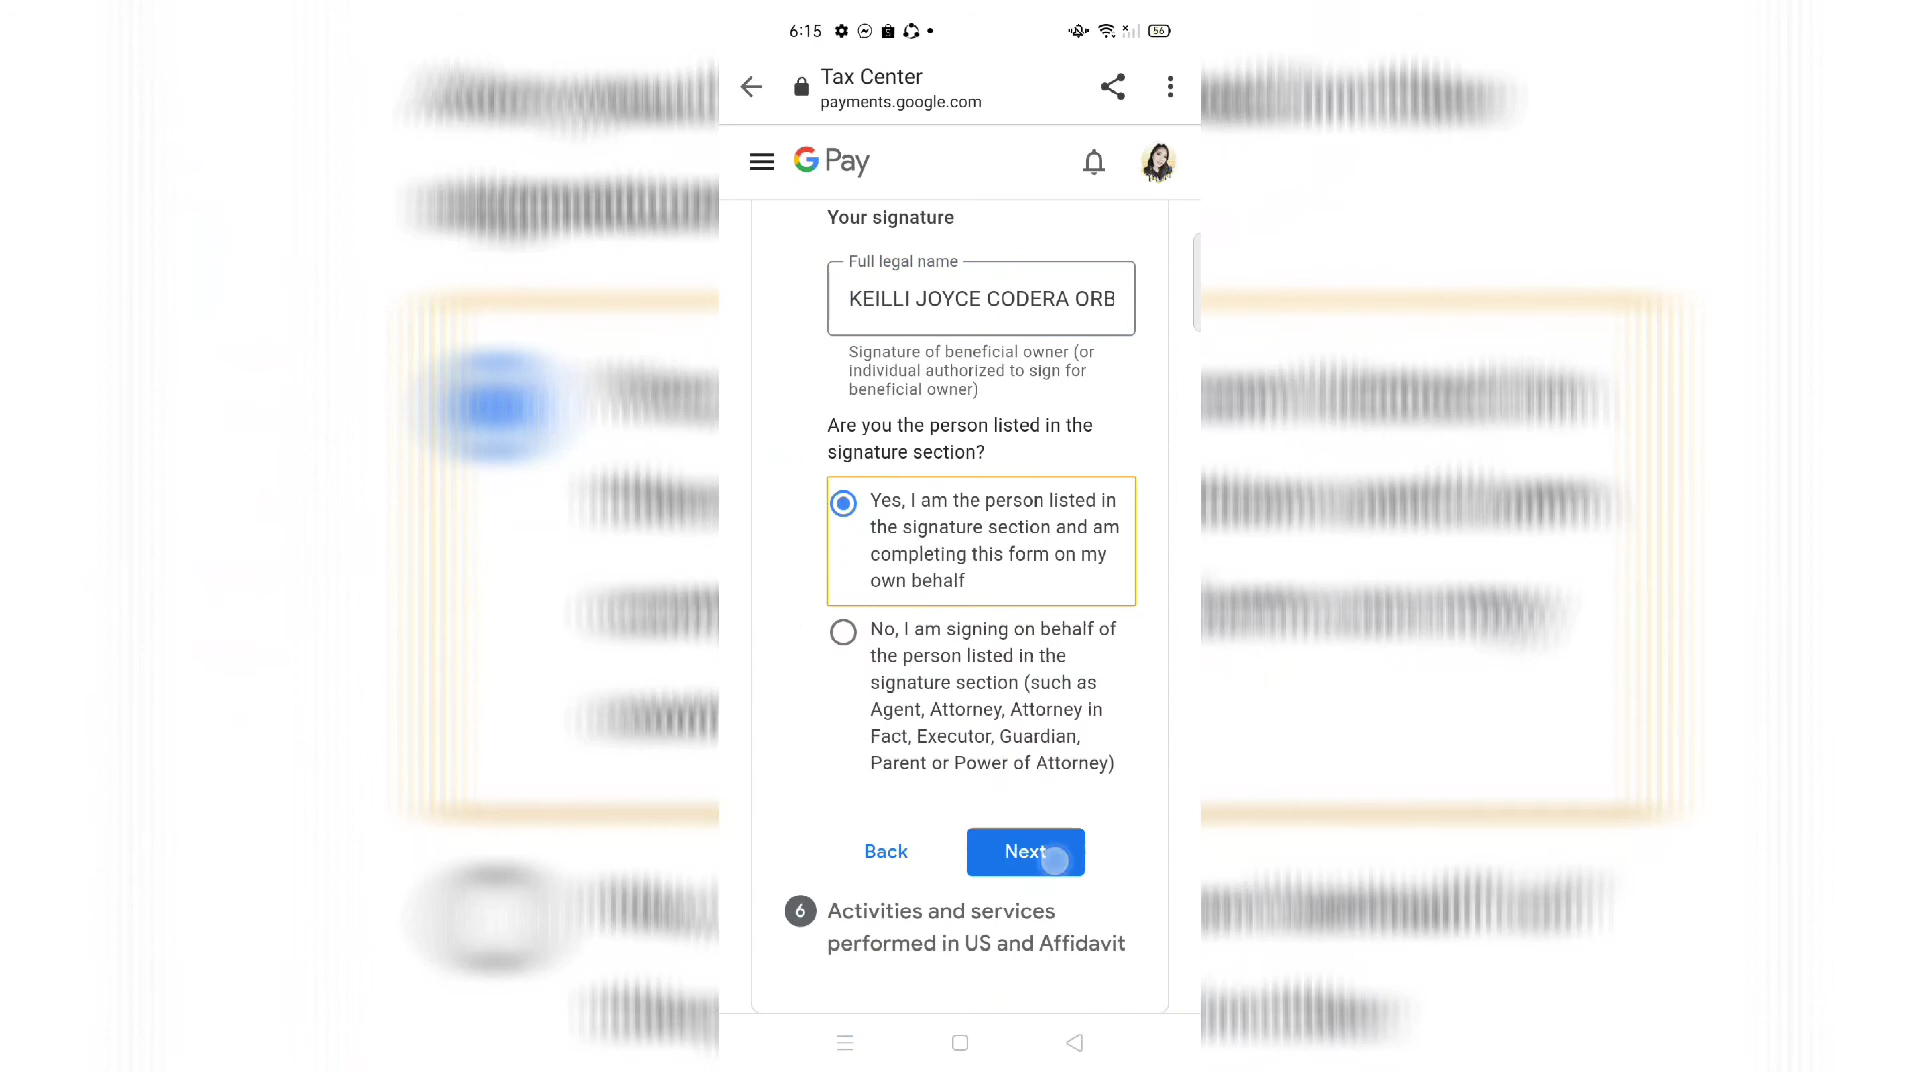 6:15
56
Tax Center
payments.google.com
G Pay
Your signature
Full legal name
KEILLI JOYCE CODERA ORB
Signature of beneficial owner (or
individual authorized to sign for
beneficial owner)
Are you the person listed in the
signature section?
Yes, I am the person listed in
the signature section and am
completing this form on my
own behalf
No, I am signing on behalf of
the person listed in the
signature section (such as
Agent, Attorney, Attorney in
Fact, Executor, Guardian,
Parent or Power of Attorney)
Back
Next
6
Activities and services
performed in US and Affidavit